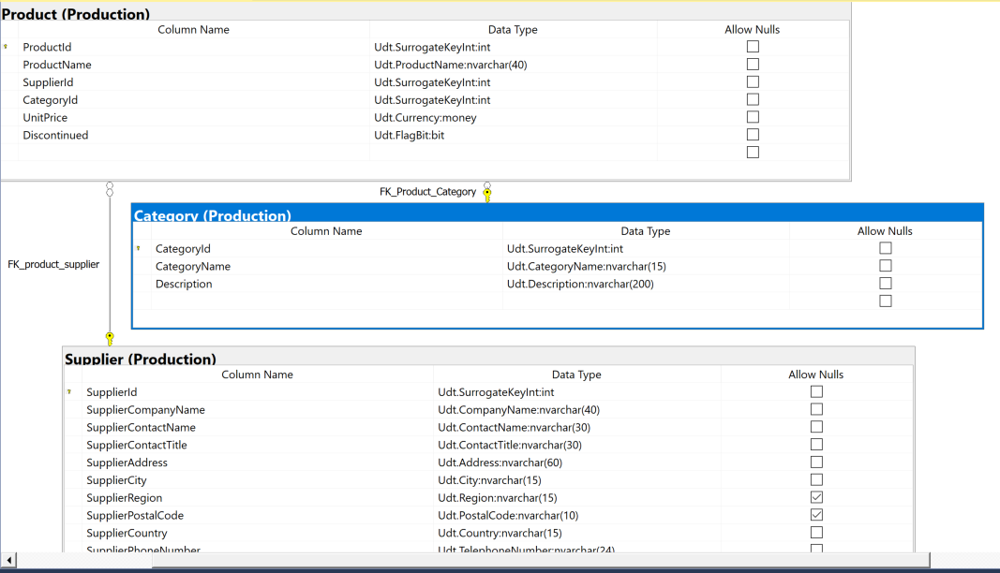 Product (Production)
Column Name Data Type Allow Nulls
ProductId Udt.SurrogateKeyInt:int
ProductName Udt.ProductName:nvarchar(40)
SupplierId Udt.SurrogateKeyInt:int
CategoryId Udt.SurrogateKeyInt:int
UnitPrice Udt.Currency:money
Discontinued Udt.FlagBit:bit
FK_Product_Category
Category (Production)
Column Name Data Type Allow Nulls
CategoryId Udt.SurrogateKeyInt:int
CategoryName Udt.CategoryName:nvarchar(15)
Description Udt.Description:nvarchar(200)
FK_product_supplier
Supplier (Production)
Column Name Data Type Allow Nulls
SupplierId Udt.SurrogateKeyInt:int
SupplierCompanyName Udt.CompanyName:nvarchar(40)
SupplierContactName Udt.ContactName:nvarchar(30)
SupplierContactTitle Udt.ContactTitle:nvarchar(30)
SupplierAddress Udt.Address:nvarchar(60)
SupplierCity Udt.City:nvarchar(15)
SupplierRegion Udt.Region:nvarchar(15)
SupplierPostalCode Udt.PostalCode:nvarchar(10)
SupplierCountry Udt.Country:nvarchar(15)
SupplierPhoneNumber Udt.TelephoneNumber:nvarchar(24)